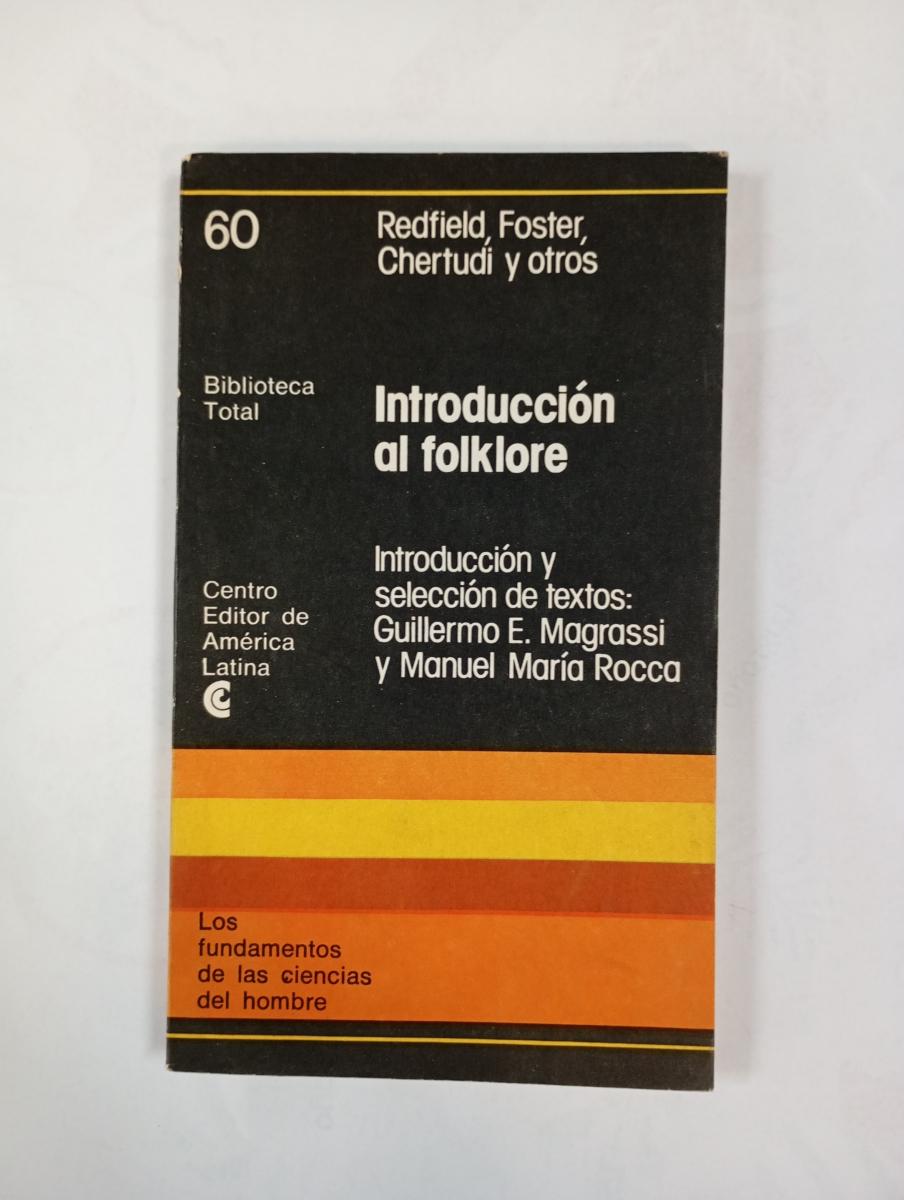 60
Redfield, Foster,
Chertudi y otros
Biblioteca
Total
Introducción
al folklore
Introducción y
selección de textos:
Guillermo E. Magrassi
y Manuel María Rocca
Centro
Editor de
América
Latina
Los
fundamentos
de las ciencias
del hombre